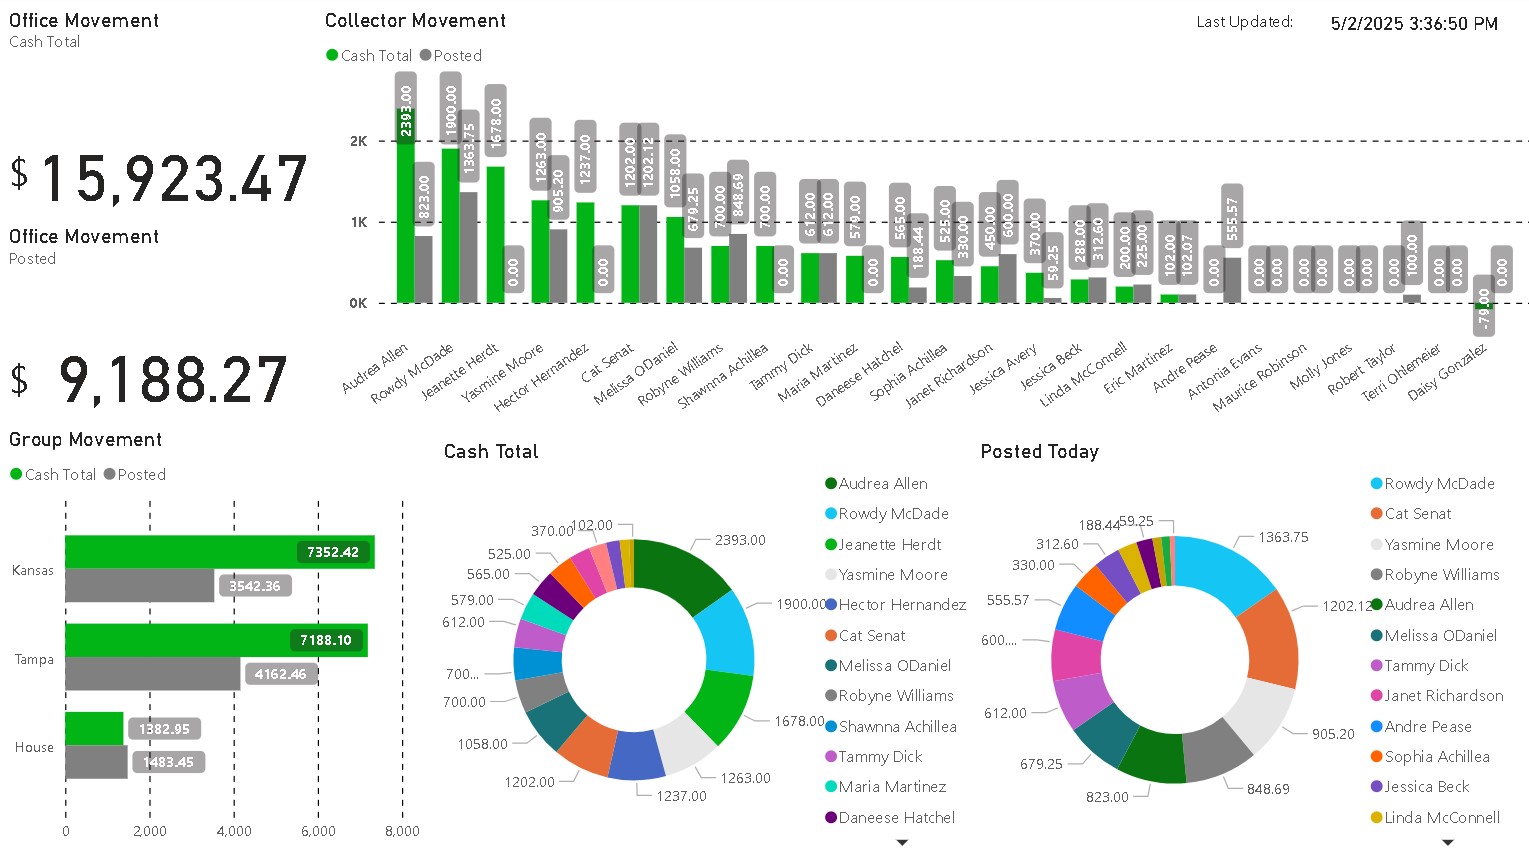 Office Movement
Cash Total
$ 15,923.47
Office Movement
Posted
$ 9,188.27
Collector Movement
Cash Total Posted
Last Updated: 5/2/2025 3:36:50 PM
2K
1K
0K
2393.00 823.00 1900.00 1363.75 1678.00 0.00 1263.00 905.20 1237.00 0.00 1202.00 1202.12 1058.00 679.25 700.00 848.69 700.00 0.00 612.00 612.00 579.00 0.00 565.00 188.44 525.00 330.00 450.00 600.00 370.00 59.25 288.00 312.60 200.00 225.00 102.00 102.07 0.00 555.57 0.00 0.00 0.00 0.00 0.00 0.00 0.00 100.00 0.00 0.00 -79.00 0.00
Audrea Allen
Rowdy McDade
Jeanette Herdt
Yasmine Moore
Hector Hernandez
Cat Senat
Melissa ODaniel
Robyne Williams
Shawnna Achillea
Tammy Dick
Maria Martinez
Daneese Hatchel
Sophia Achillea
Janet Richardson
Jessica Avery
Jessica Beck
Linda McConnell
Eric Martinez
Andre Pease
Antonia Evans
Maurice Robinson
Molly Jones
Robert Taylor
Terri Ohlemeier
Daisy Gonzalez
Group Movement
Cash Total Posted
Kansas
7352.42
3542.36
Tampa
7188.10
4162.46
House
1382.95
1483.45
0 2,000 4,000 6,000 8,000
Cash Total
2393.00
1900.00
1678.00
1263.00
1237.00
1202.00
1058.00
700.00
700...
612.00
579.00
565.00
525.00
370.00
102.00
Audrea Allen
Rowdy McDade
Jeanette Herdt
Yasmine Moore
Hector Hernandez
Cat Senat
Melissa ODaniel
Robyne Williams
Shawnna Achillea
Tammy Dick
Maria Martinez
Daneese Hatchel
Posted Today
1363.75
1202.12
905.20
848.69
823.00
679.25
612.00
600....
555.57
330.00
312.60
188.44
59.25
Rowdy McDade
Cat Senat
Yasmine Moore
Robyne Williams
Audrea Allen
Melissa ODaniel
Tammy Dick
Janet Richardson
Andre Pease
Sophia Achillea
Jessica Beck
Linda McConnell